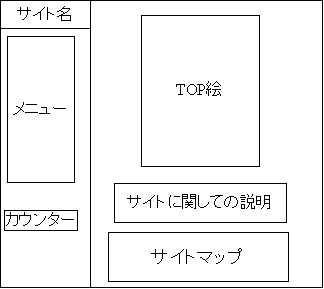 サイト名
メニュー
カウンター
TOP絵
サイトに関しての説明
サイトマップ